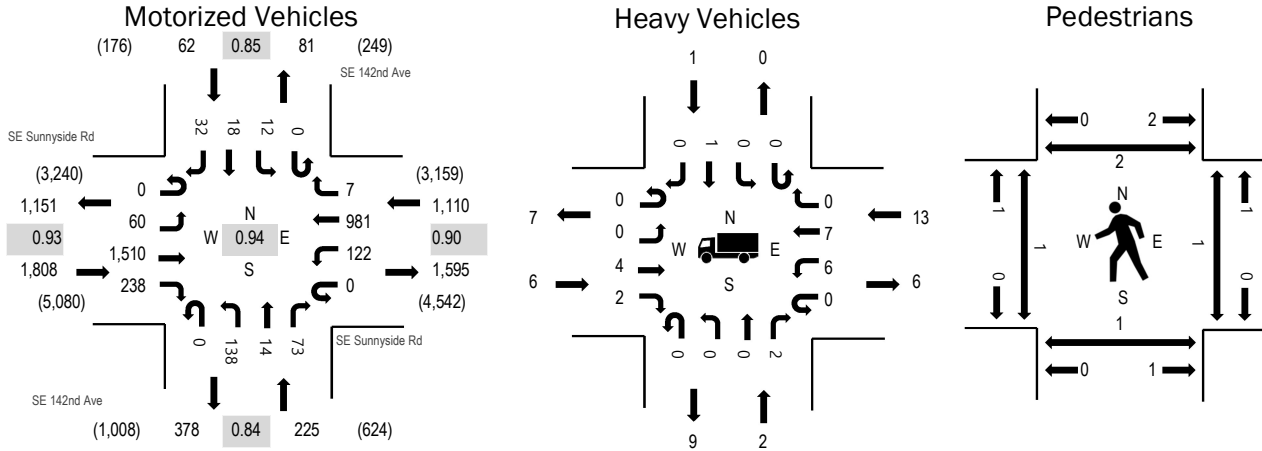 Motorized Vehicles
(176) 62 0.85 81 (249)
SE 142nd Ave
32 18 12 0
SE Sunnyside Rd
(3,240)
1,151
0.93
1,808
(5,080)
0
60
1,510
238
N
W 0.94 E
S
7
981
122
0
(3,159)
1,110
0.90
1,595
(4,542)
SE Sunnyside Rd
0 138 14 73
SE 142nd Ave
(1,008) 378 0.84 225 (624)
Heavy Vehicles
1 0
0 1 0 0
7
6
0
0
4
2
N
W E
S
0
7
6
0
13
6
0 0 0 2
9 2
Pedestrians
0 2
2
1
0
1
N
W E
S
1
1
0
1
0 1